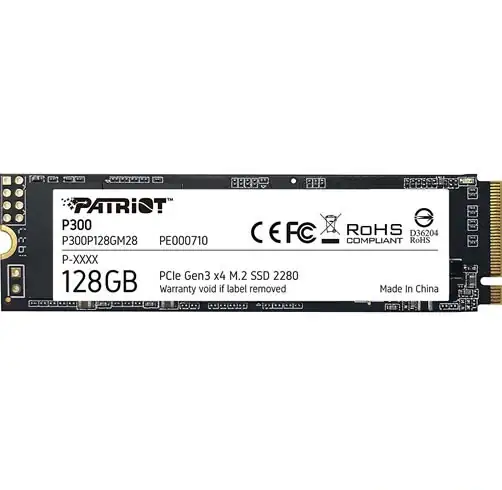 PATRIOT
P300
P300P128GM28 PE000710
P-XXXX
128GB
PCIe Gen3 x4 M.2 SSD 2280
Warranty void if label removed
CE FC
RoHS
COMPLIANT
D36204
RoHS
Made In China